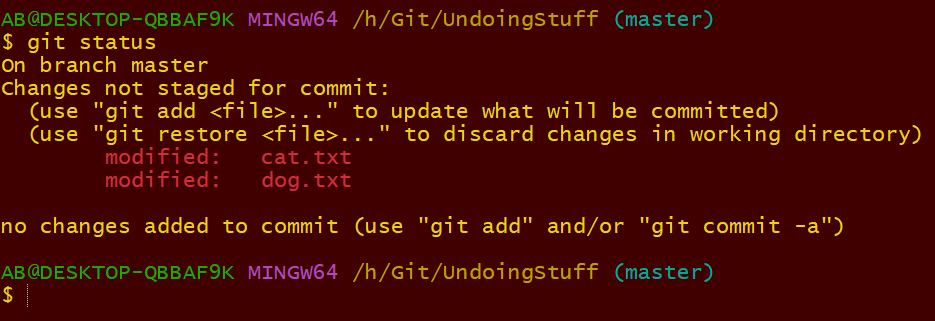 AB@DESKTOP-QBBAF9K MINGW64 /h/Git/UndoingStuff (master)
$ git status
On branch master
Changes not staged for commit:
  (use "git add <file>..." to update what will be committed)
  (use "git restore <file>..." to discard changes in working directory)
        modified:   cat.txt
        modified:   dog.txt

no changes added to commit (use "git add" and/or "git commit -a")

AB@DESKTOP-QBBAF9K MINGW64 /h/Git/UndoingStuff (master)
$